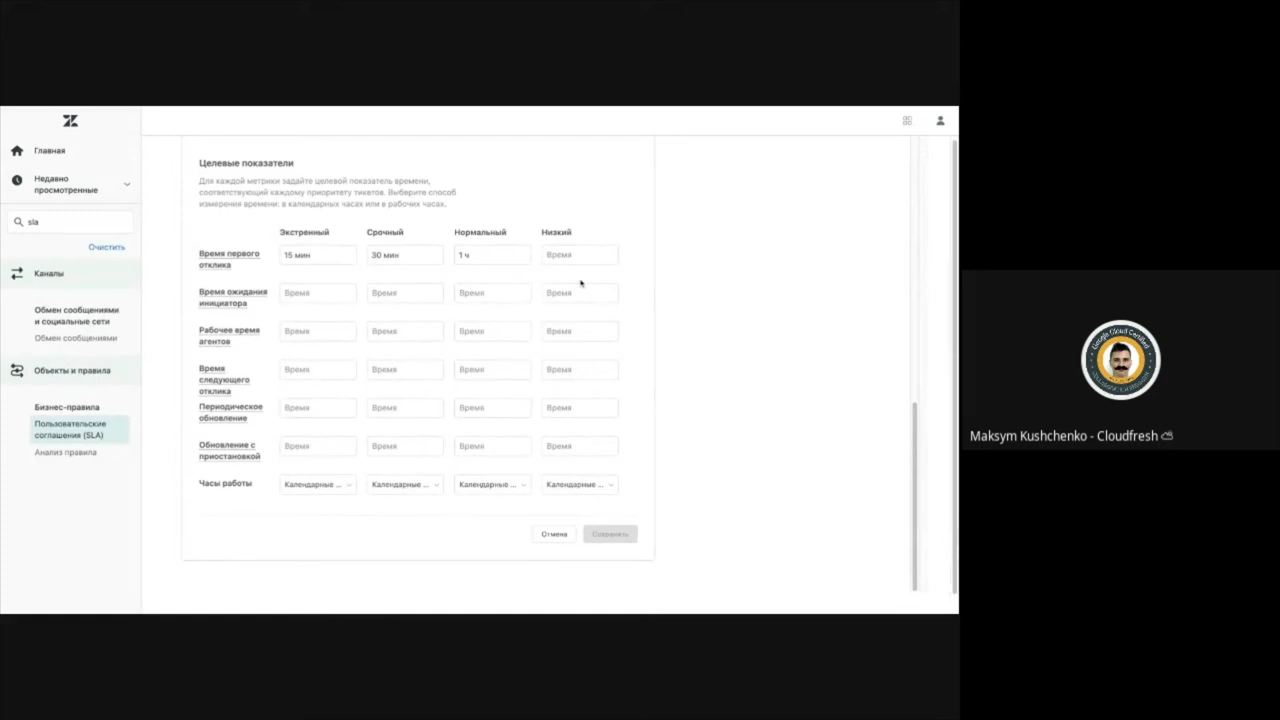 Главная
Недавно
просмотренные
sla
Очистить
Каналы
Обмен сообщениями
и социальные сети
Обмен сообщениями
Объекты и правила
Бизнес-правила
Пользовательские
соглашения (SLA)
Анализ правила
Целевые показатели
Для каждой метрики задайте целевой показатель времени,
соответствующий каждому приоритету тикетов. Выберите способ
измерения времени: в календарных часах или в рабочих часах.
Экстренный Срочный Нормальный Низкий
Время первого
отклика
15 мин 30 мин 1 ч Время
Время ожидания
инициатора
Время Время Время Время
Рабочее время
агентов
Время Время Время Время
Время
следующего
отклика
Время Время Время Время
Периодическое
обновление
Время Время Время Время
Обновление с
приостановкой
Время Время Время Время
Часы работы Календарные ... Календарные ... Календарные ... Календарные ...
Отмена Сохранить
Google Cloud Certified
Maksym Kushchenko - Cloudfresh